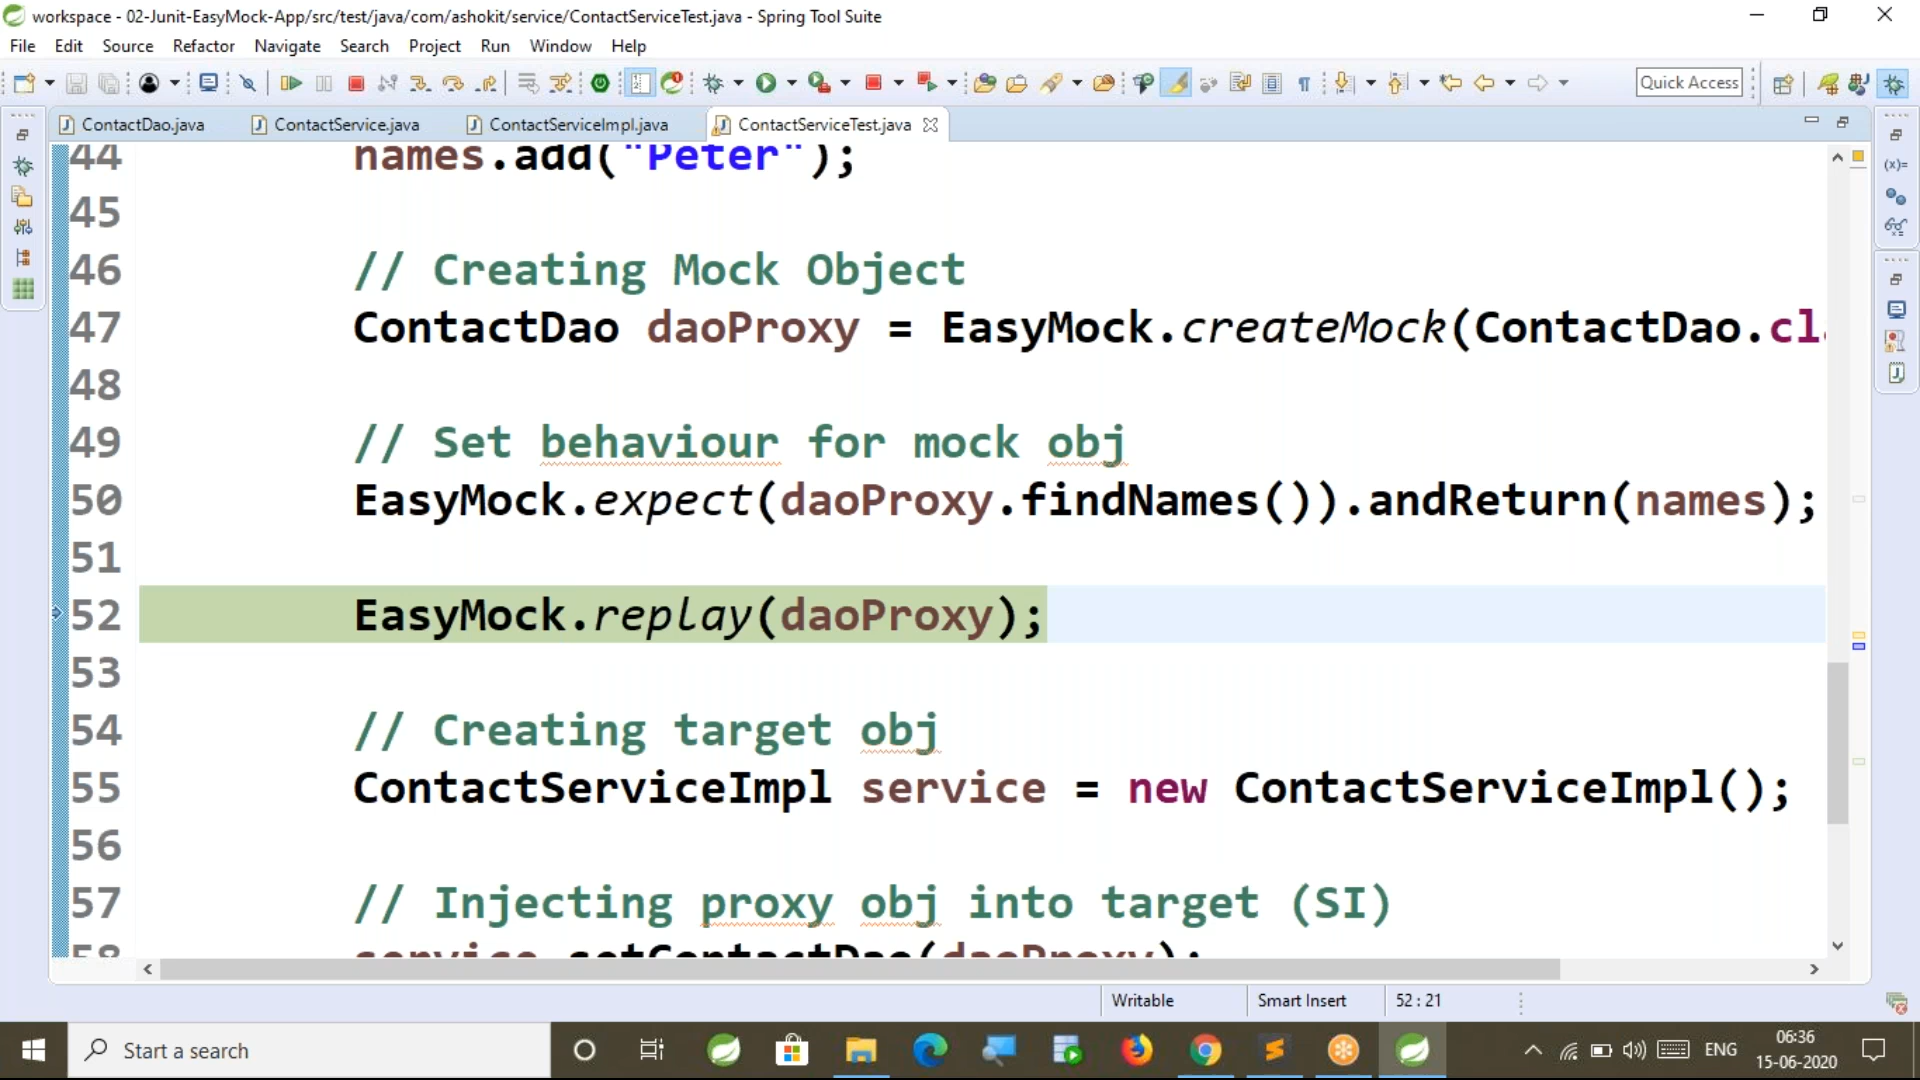 workspace - 02-Junit-EasyMock-App/src/test/java/com/ashokit/service/ContactServiceTest.java - Spring Tool Suite
File Edit Source Refactor Navigate Search Project Run Window Help
Quick Access
ContactDao.java ContactService.java ContactServiceImpl.java ContactServiceTest.java
44 names.add("Peter");
45
46 // Creating Mock Object
47 ContactDao daoProxy = EasyMock.createMock(ContactDao.cl
48
49 // Set behaviour for mock obj
50 EasyMock.expect(daoProxy.findNames()).andReturn(names);
51
52 EasyMock.replay(daoProxy);
53
54 // Creating target obj
55 ContactServiceImpl service = new ContactServiceImpl();
56
57 // Injecting proxy obj into target (SI)
58 service.setContactDao(daoProxy);
Writable Smart Insert 52 : 21
Start a search
ENG
06:36
15-06-2020